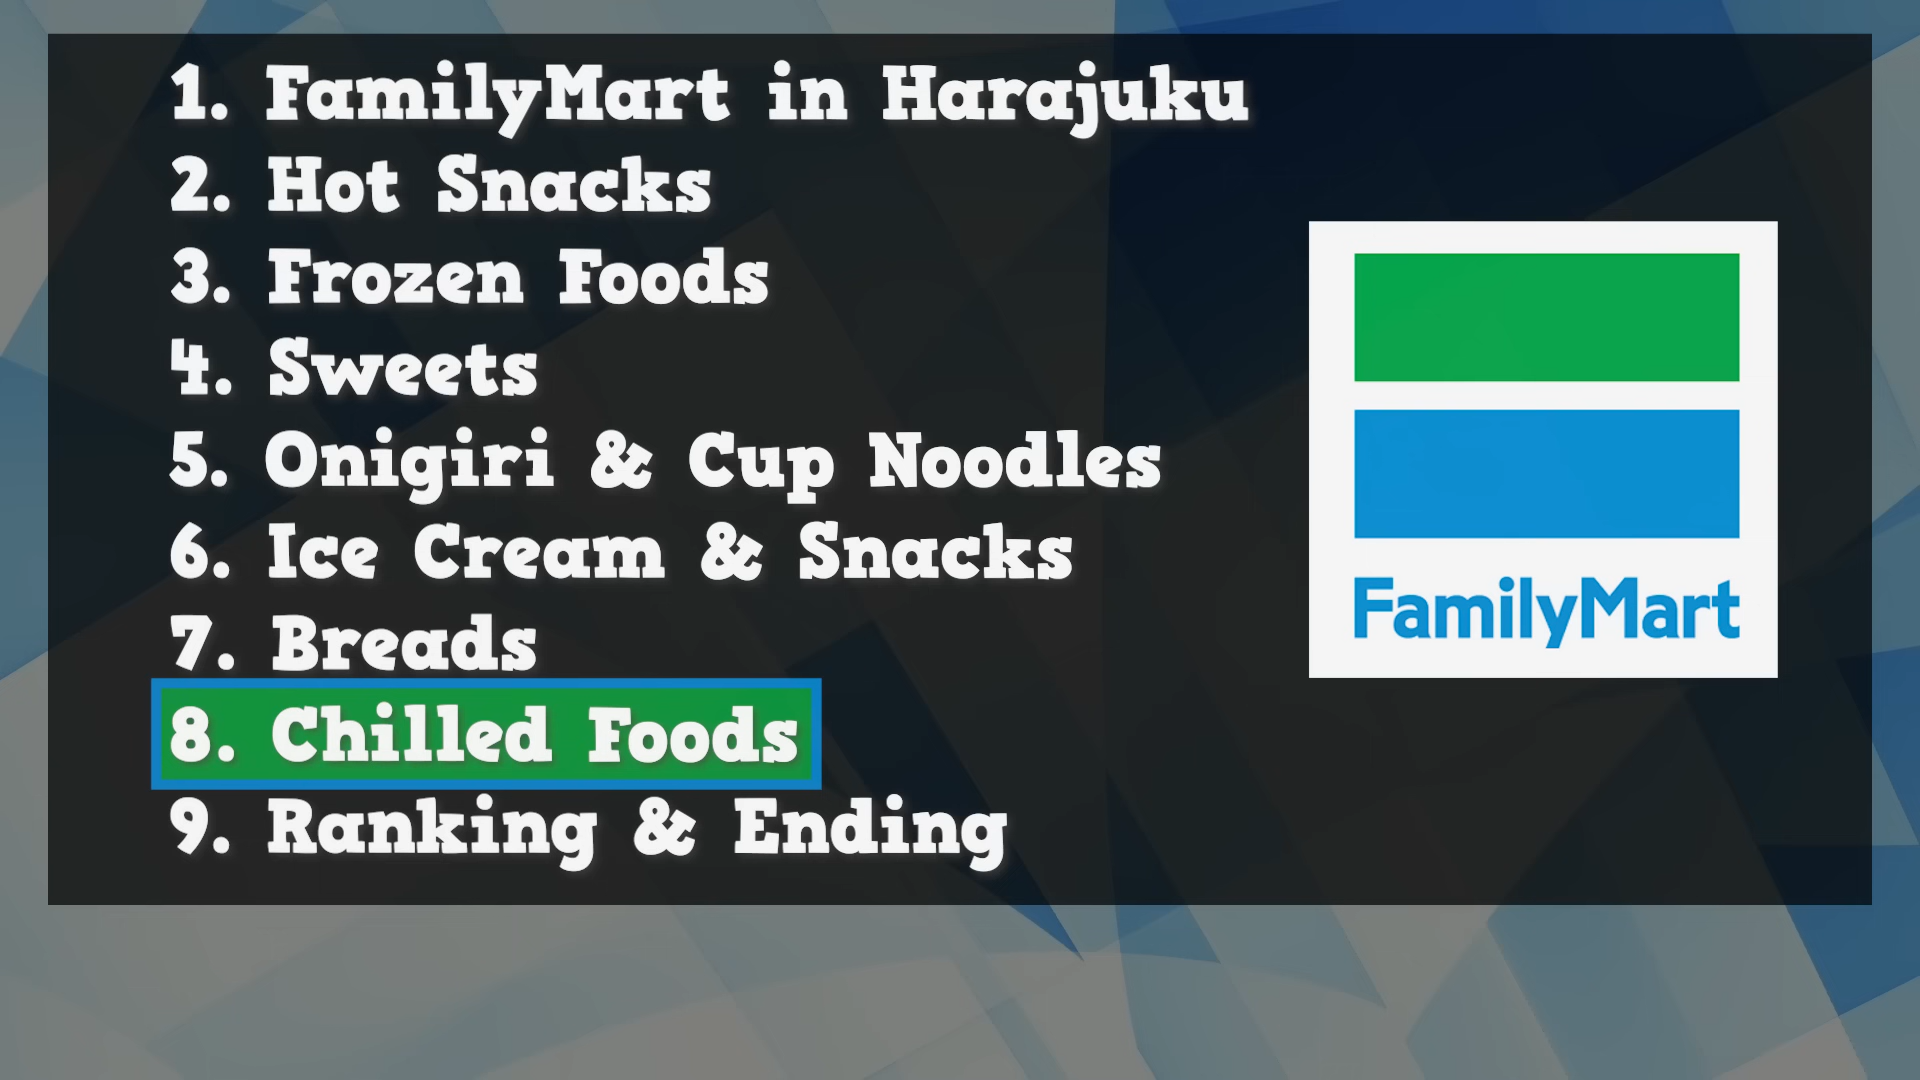 1. FamilyMart in Harajuku
2. Hot Snacks
3. Frozen Foods
4. Sweets
5. Onigiri & Cup Noodles
6. Ice Cream & Snacks
7. Breads
8. Chilled Foods
9. Ranking & Ending
FamilyMart